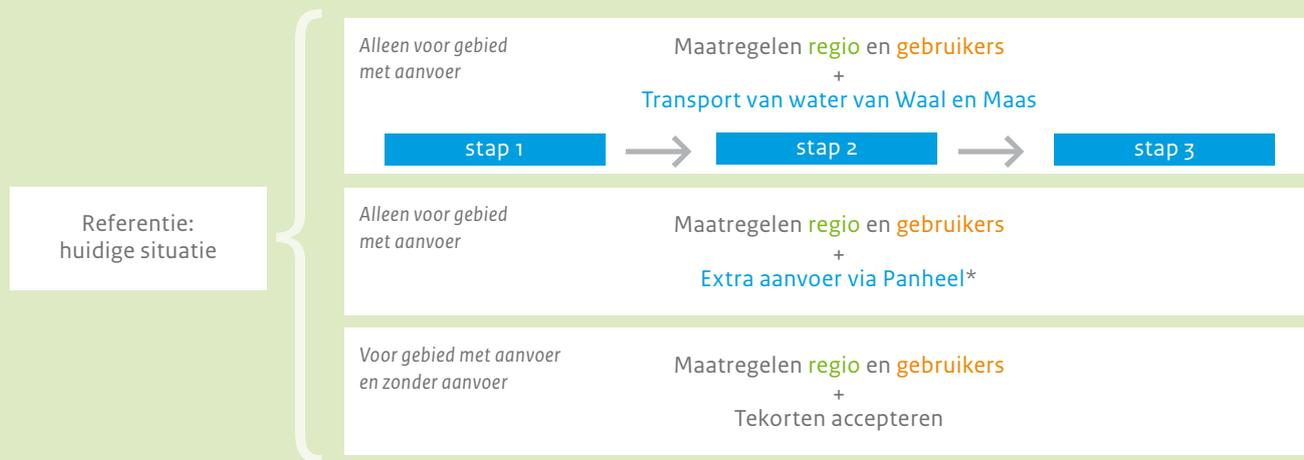 Referentie:
huidige situatie
Alleen voor gebied
met aanvoer
Maatregelen regio en gebruikers
+
Transport van water van Waal en Maas
stap 1
stap 2
stap 3
Alleen voor gebied
met aanvoer
Maatregelen regio en gebruikers
+
Extra aanvoer via Panheel*
Voor gebied met aanvoer
en zonder aanvoer
Maatregelen regio en gebruikers
+
Tekorten accepteren